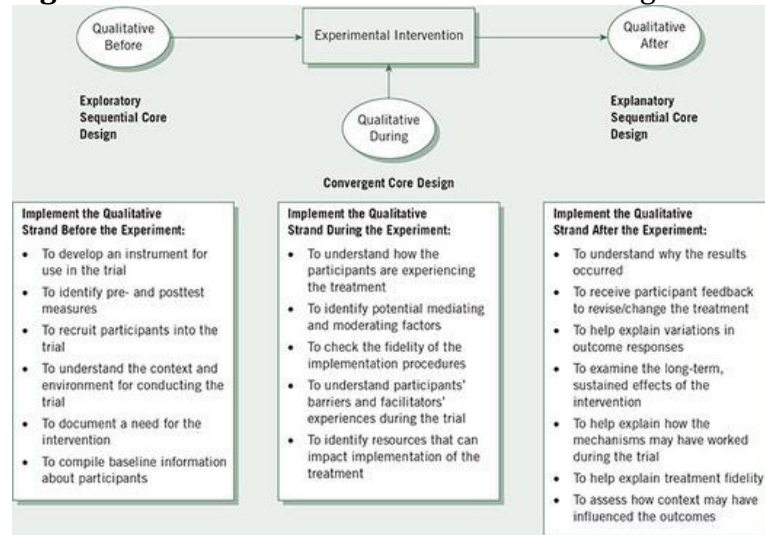 Qualitative
Before
Experimental Intervention
Qualitative
After
Exploratory
Sequential Core
Design
Qualitative
During
Explanatory
Sequential Core
Design
Convergent Core Design
Implement the Qualitative
Strand Before the Experiment:
• To develop an instrument for
use in the trial
• To identify pre- and posttest
measures
• To recruit participants into the
trial
• To understand the context and
environment for conducting the
trial
• To document a need for the
intervention
• To compile baseline information
about participants
Implement the Qualitative
Strand During the Experiment:
• To understand how the
participants are experiencing
the treatment
• To identify potential mediating
and moderating factors
• To check the fidelity of the
implementation procedures
• To understand participants'
barriers and facilitators'
experiences during the trial
• To identify resources that can
impact implementation of the
treatment
Implement the Qualitative
Strand After the Experiment:
• To understand why the results
occurred
• To receive participant feedback
to revise/change the treatment
• To help explain variations in
outcome responses
• To examine the long-term,
sustained effects of the
intervention
• To help explain how the
mechanisms may have worked
during the trial
• To help explain treatment fidelity
• To assess how context may have
influenced the outcomes